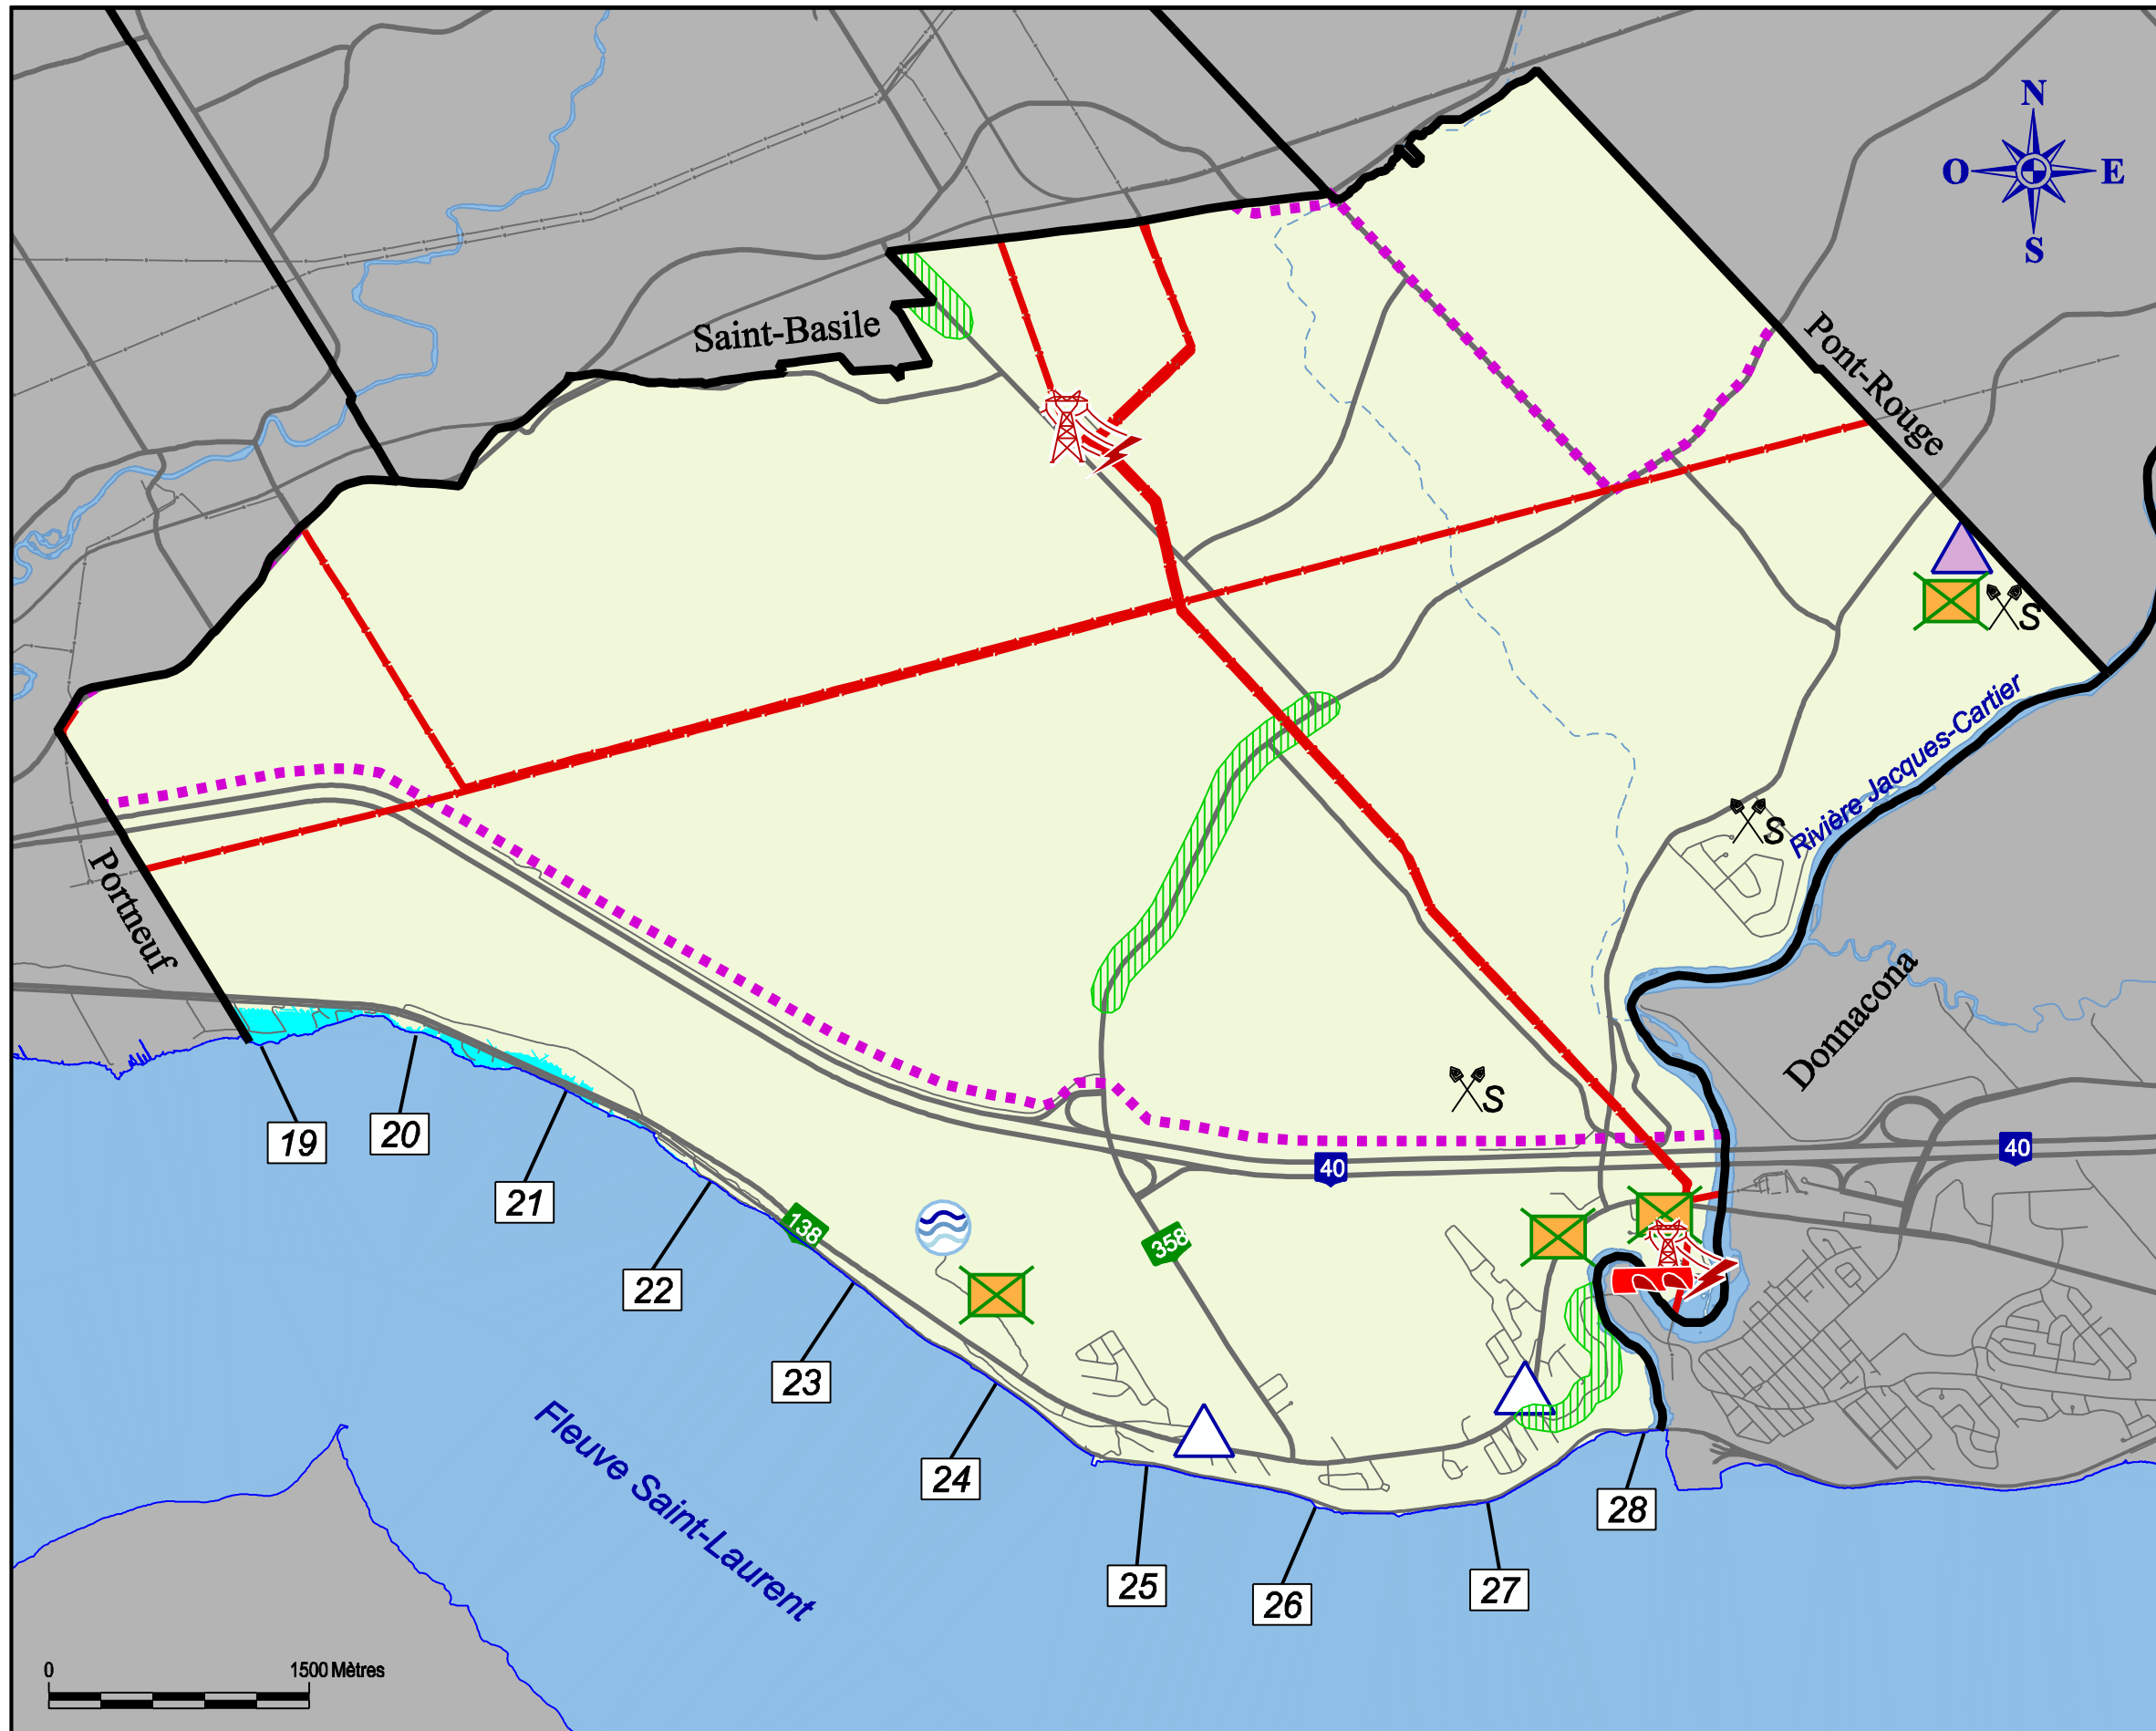 N
O
E
S
Saint-Basile
Pont-Rouge
S
Rivière Jacques-Cartier
S
Portneuf
Donnacona
S
19
20
21
22
23
24
25
26
27
28
40
40
138
358
Fleuve Saint-Laurent
0
1500 Mètres